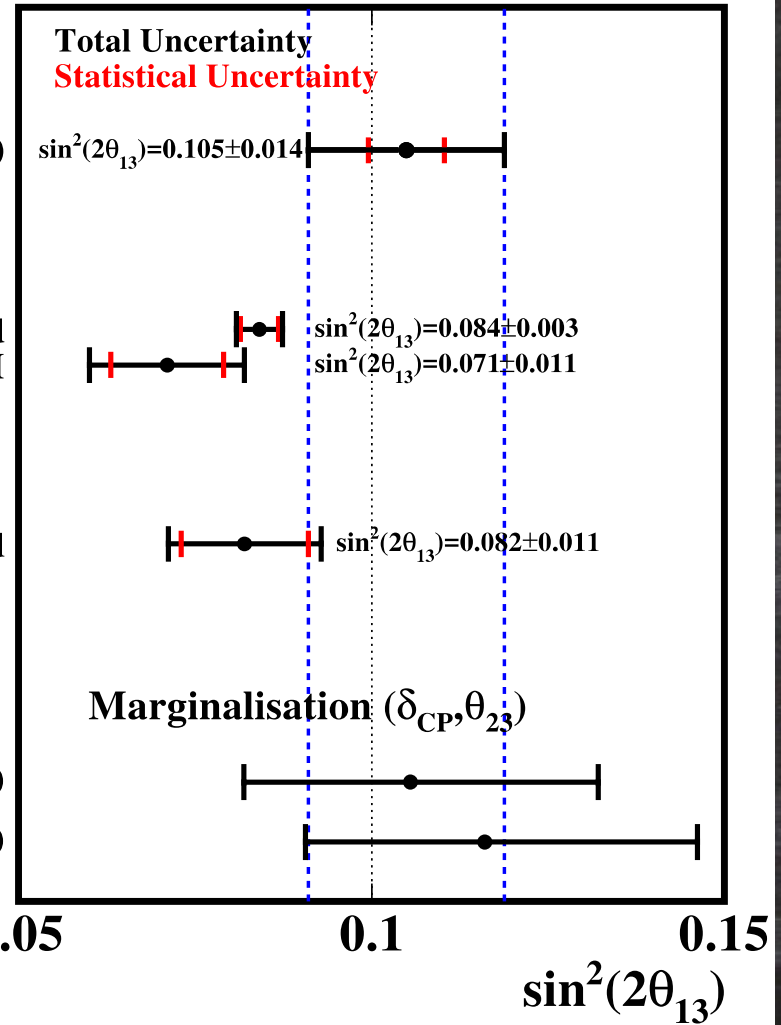 Total Uncertainty
Statistical Uncertainty
) sin²(2θ₁₃)=0.105±0.014
sin²(2θ₁₃)=0.084±0.003
sin²(2θ₁₃)=0.071±0.011
sin²(2θ₁₃)=0.082±0.011
Marginalisation (δCP,θ₂₃)
)
)
.05 0.1 0.15
sin²(2θ₁₃)